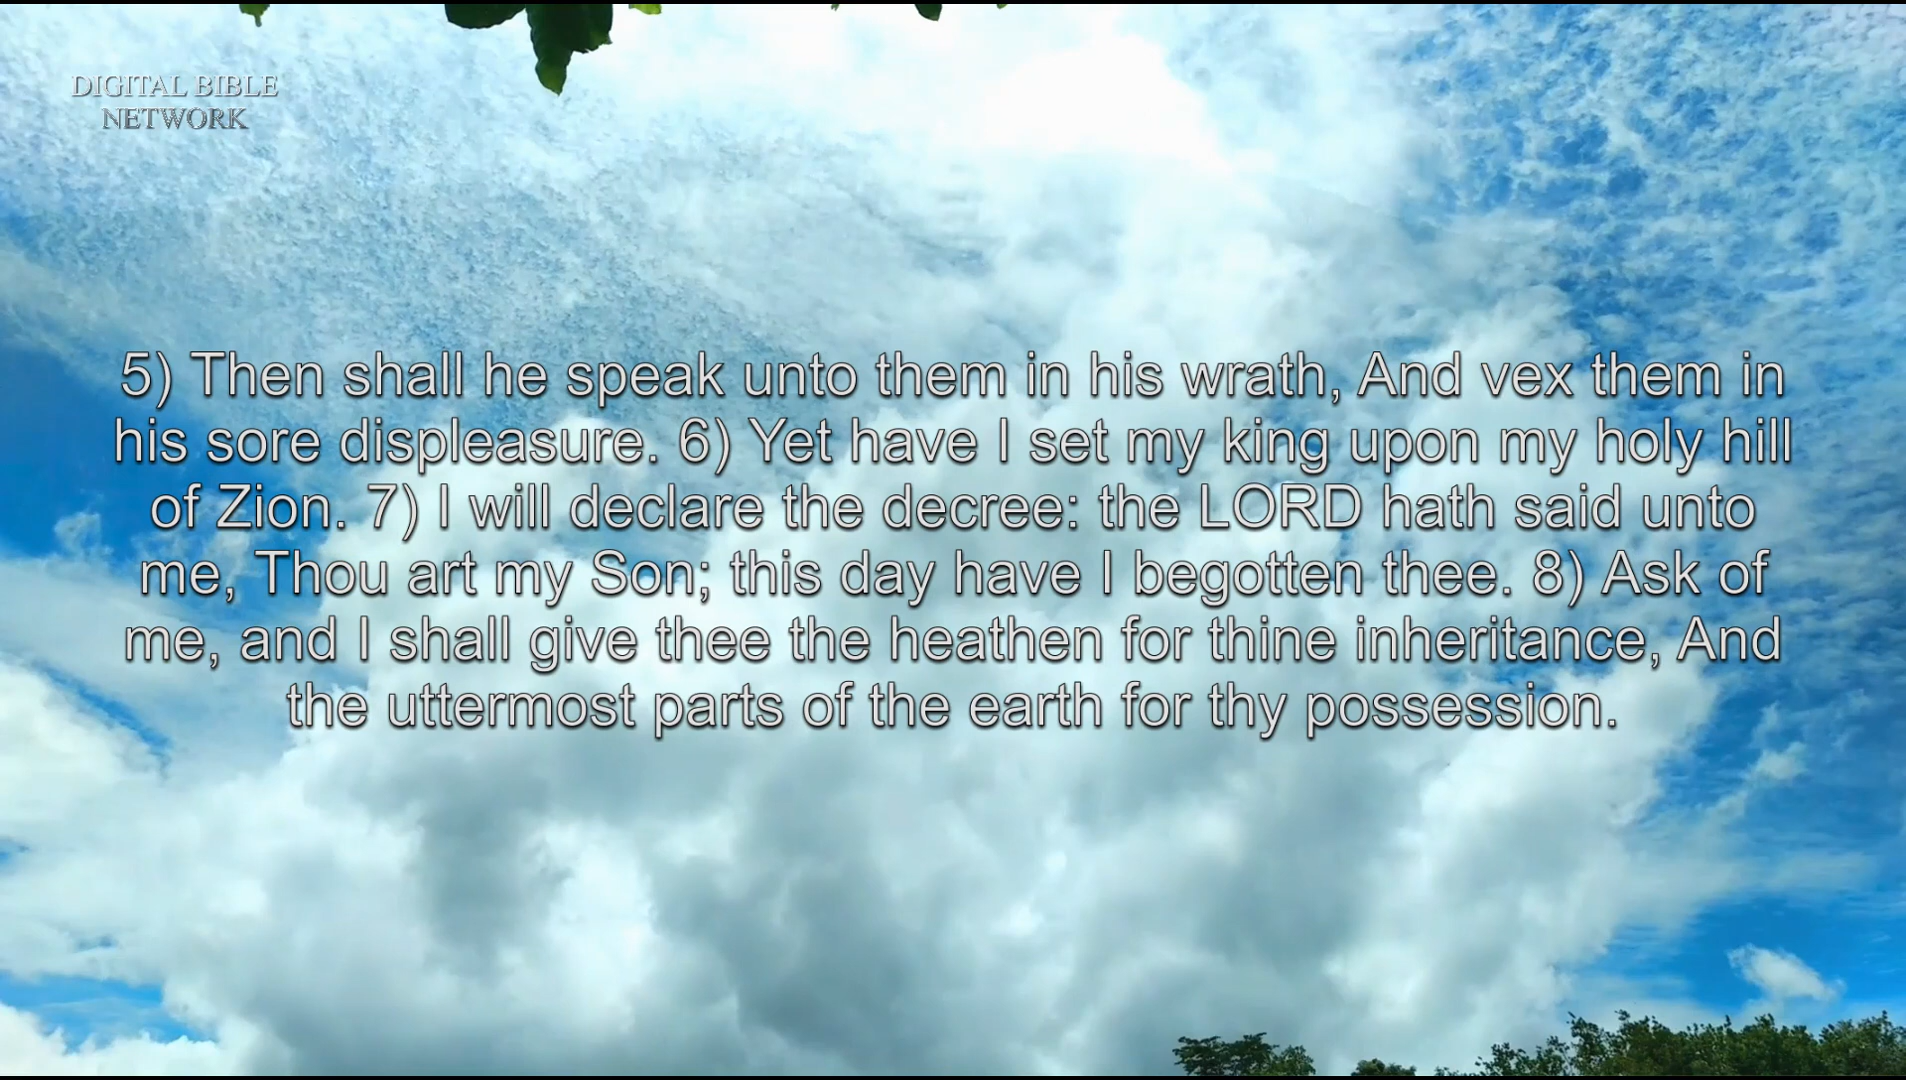 DIGITAL BIBLE
NETWORK
5) Then shall he speak unto them in his wrath, And vex them in
his sore displeasure. 6) Yet have I set my king upon my holy hill
of Zion. 7) I will declare the decree: the LORD hath said unto
me, Thou art my Son; this day have I begotten thee. 8) Ask of
me, and I shall give thee the heathen for thine inheritance, And
the uttermost parts of the earth for thy possession.